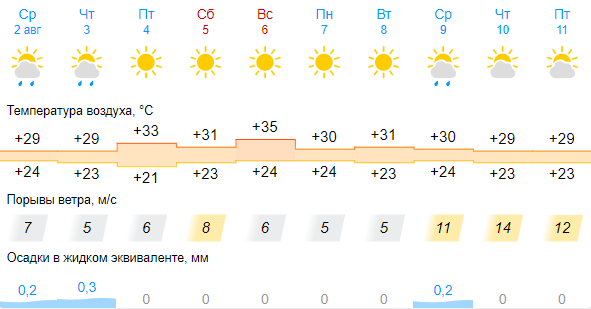 Ср Чт Пт Сб Вс Пн Вт Ср Чт Пт
2 авг 3 4 5 6 7 8 9 10 11
Температура воздуха, °C
+29 +29 +33 +31 +35 +30 +31 +30 +29 +29
+24 +23 +21 +23 +24 +24 +23 +24 +23 +23
Порывы ветра, м/с
7 5 6 8 6 5 5 11 14 12
Осадки в жидком эквиваленте, мм
0,2 0,3 0 0 0 0 0 0,2 0 0